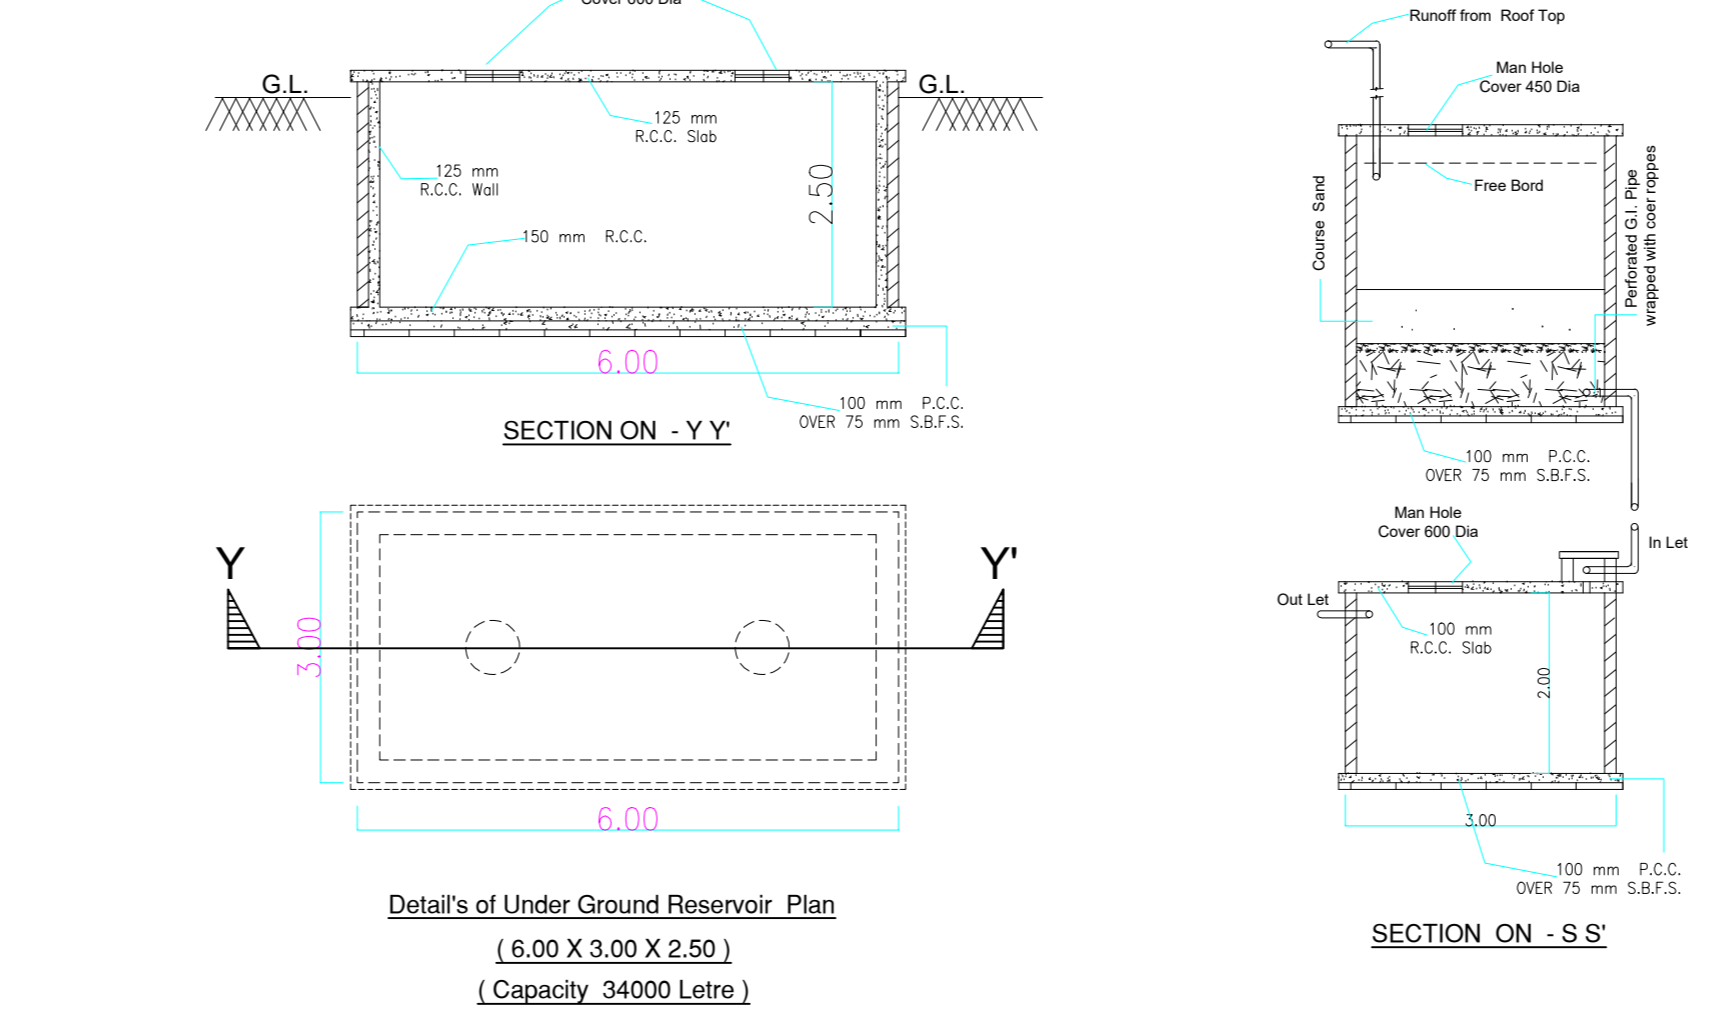 Cover 600 Dia
G.L.
G.L.
125 mm
R.C.C. Slab
125 mm
R.C.C. Wall
2.50
150 mm R.C.C.
6.00
100 mm P.C.C.
OVER 75 mm S.B.F.S.
SECTION ON - Y Y'
Y
Y'
3.00
6.00
Detail's of Under Ground Reservoir Plan
( 6.00 X 3.00 X 2.50 )
( Capacity 34000 Letre )
Runoff from Roof Top
Man Hole
Cover 450 Dia
Free Bord
Course Sand
Perforated G.I. Pipe
wrapped with coer roppes
100 mm P.C.C.
OVER 75 mm S.B.F.S.
Man Hole
Cover 600 Dia
In Let
Out Let
100 mm
R.C.C. Slab
2.00
3.00
100 mm P.C.C.
OVER 75 mm S.B.F.S.
SECTION ON - S S'